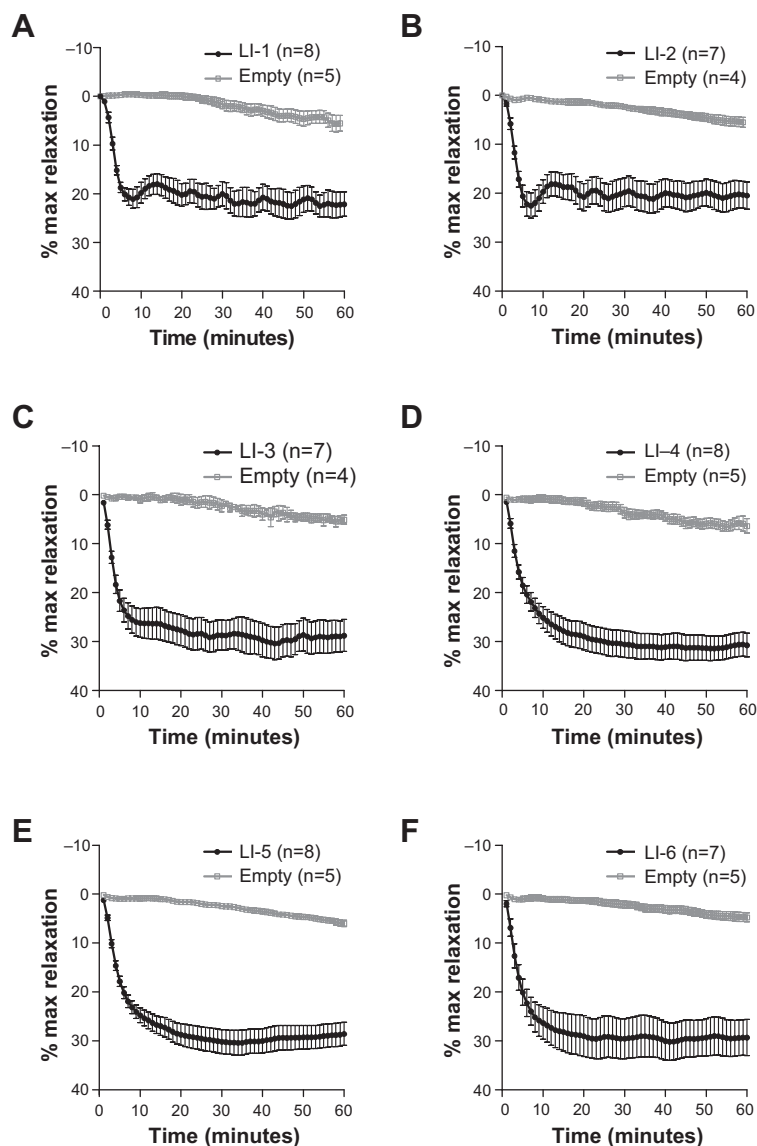 A
LI-1 (n=8)
Empty (n=5)
% max relaxation
–10
0
10
20
30
40
0 10 20 30 40 50 60
Time (minutes)
B
LI-2 (n=7)
Empty (n=4)
% max relaxation
–10
0
10
20
30
40
0 10 20 30 40 50 60
Time (minutes)
C
LI-3 (n=7)
Empty (n=4)
% max relaxation
–10
0
10
20
30
40
0 10 20 30 40 50 60
Time (minutes)
D
LI–4 (n=8)
Empty (n=5)
% max relaxation
–10
0
10
20
30
40
0 10 20 30 40 50 60
Time (minutes)
E
LI-5 (n=8)
Empty (n=5)
% max relaxation
–10
0
10
20
30
40
0 10 20 30 40 50 60
Time (minutes)
F
LI-6 (n=7)
Empty (n=5)
% max relaxation
–10
0
10
20
30
40
0 10 20 30 40 50 60
Time (minutes)